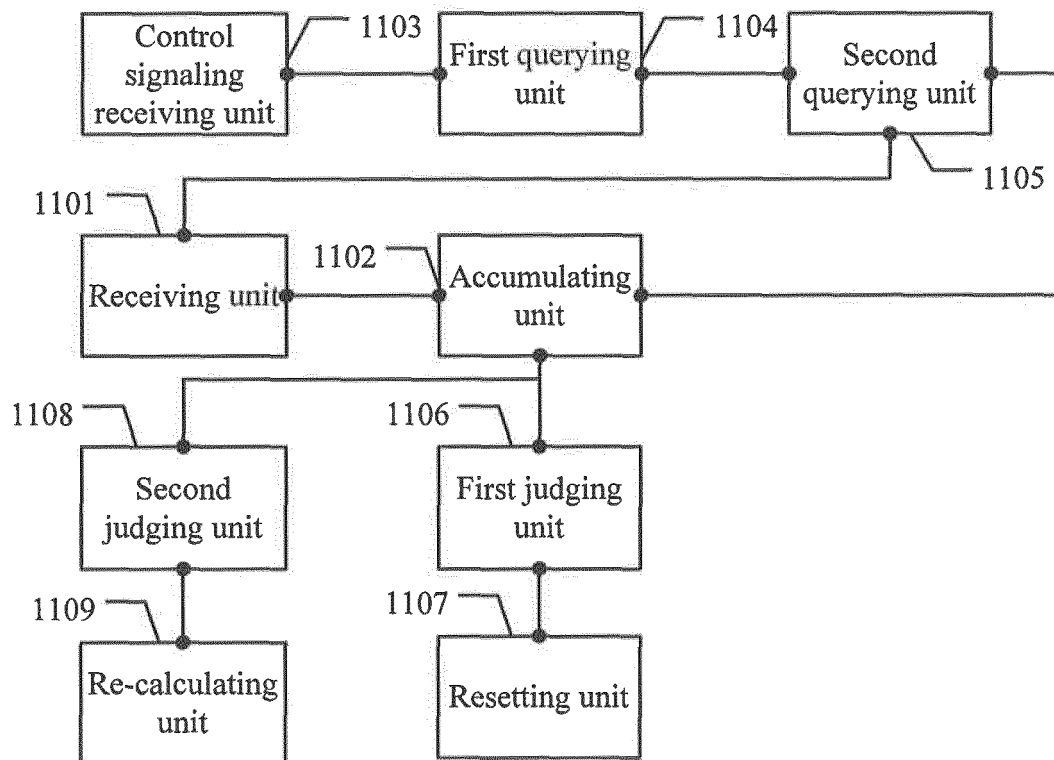 Control
signaling
receiving unit
1103
First querying
unit
1104
Second
querying unit
1105
1101
Receiving unit
1102
Accumulating
unit
1108
Second
judging unit
1106
First judging
unit
1109
Re-calculating
unit
1107
Resetting unit